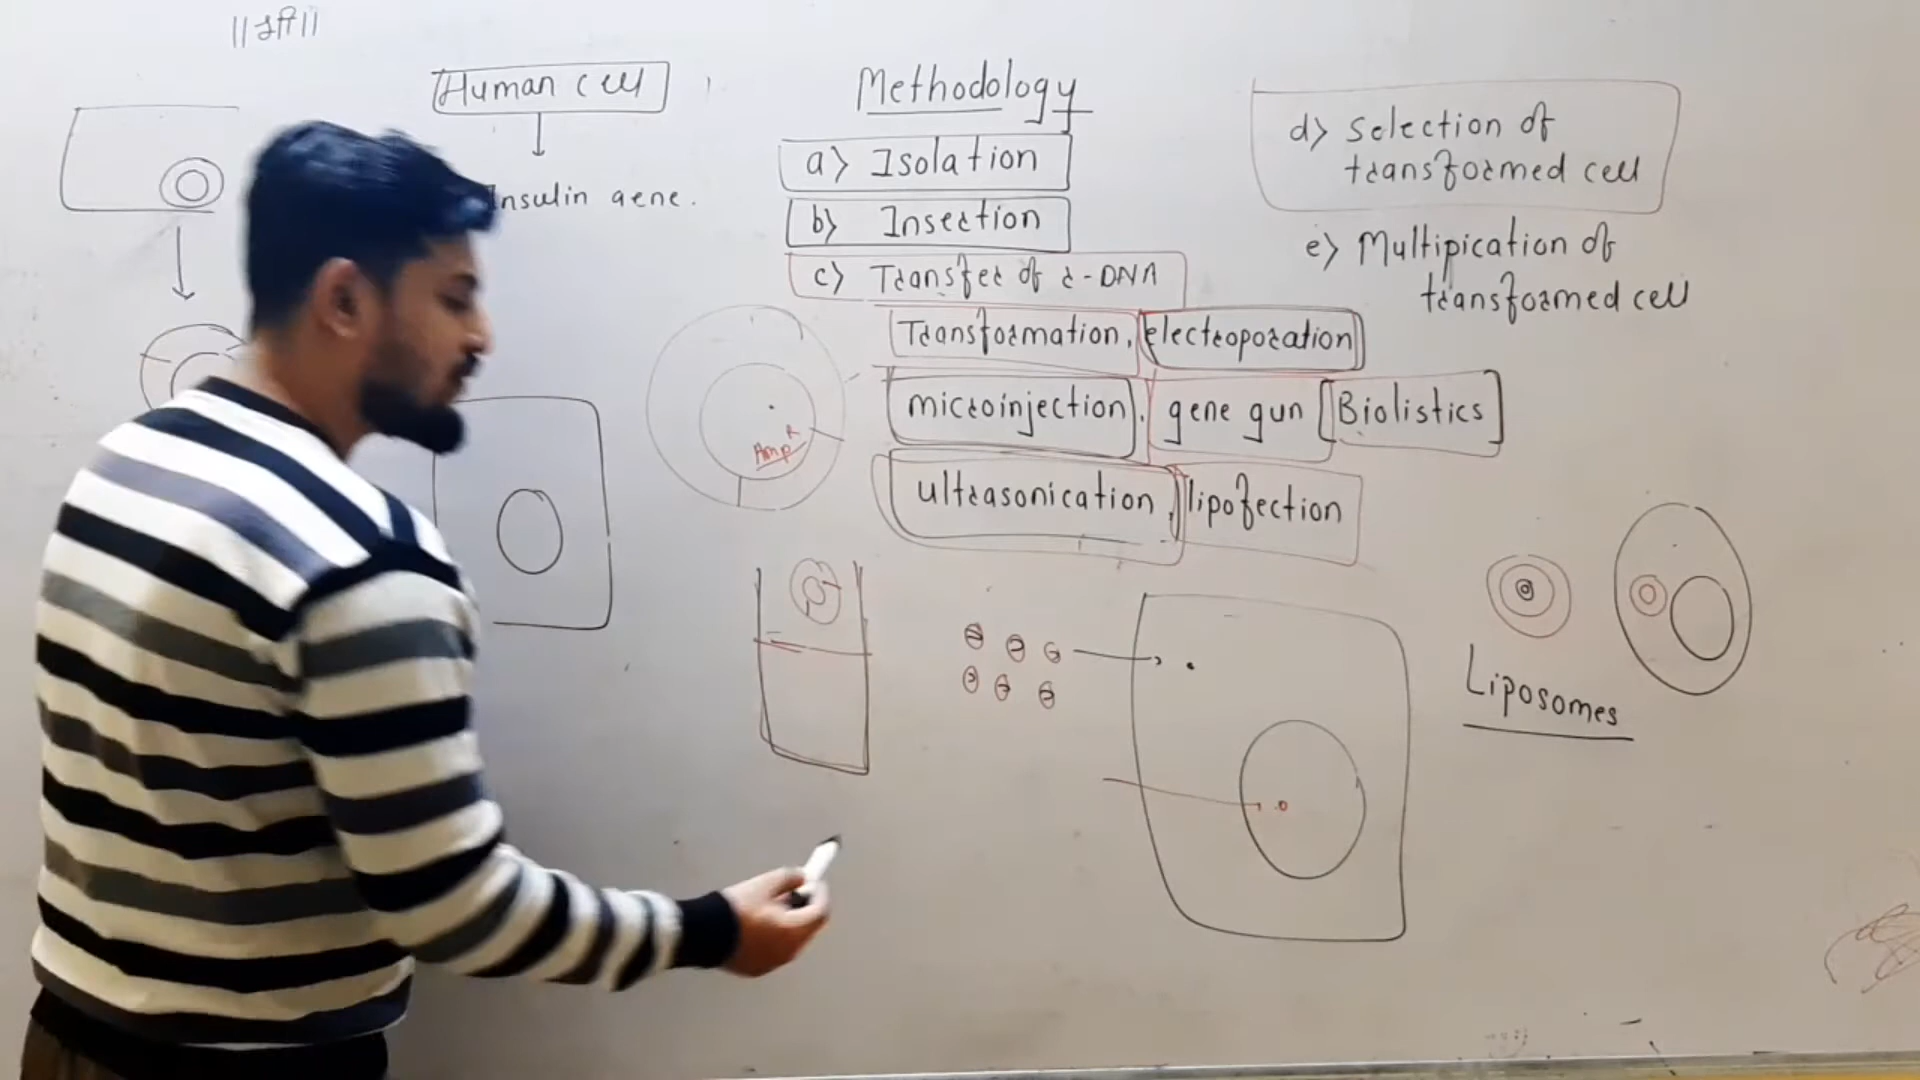 ॥ श्री ॥
Human cell
Insulin gene.
Methodology
a) Isolation
b) Insertion
c) Transfer of r-DNA
Transformation, electroporation
microinjection, gene gun [Biolistics]
ultrasonication, lipofection
d) Selection of
transformed cell
e) Multipication of
transformed cell
Amp R
Liposomes